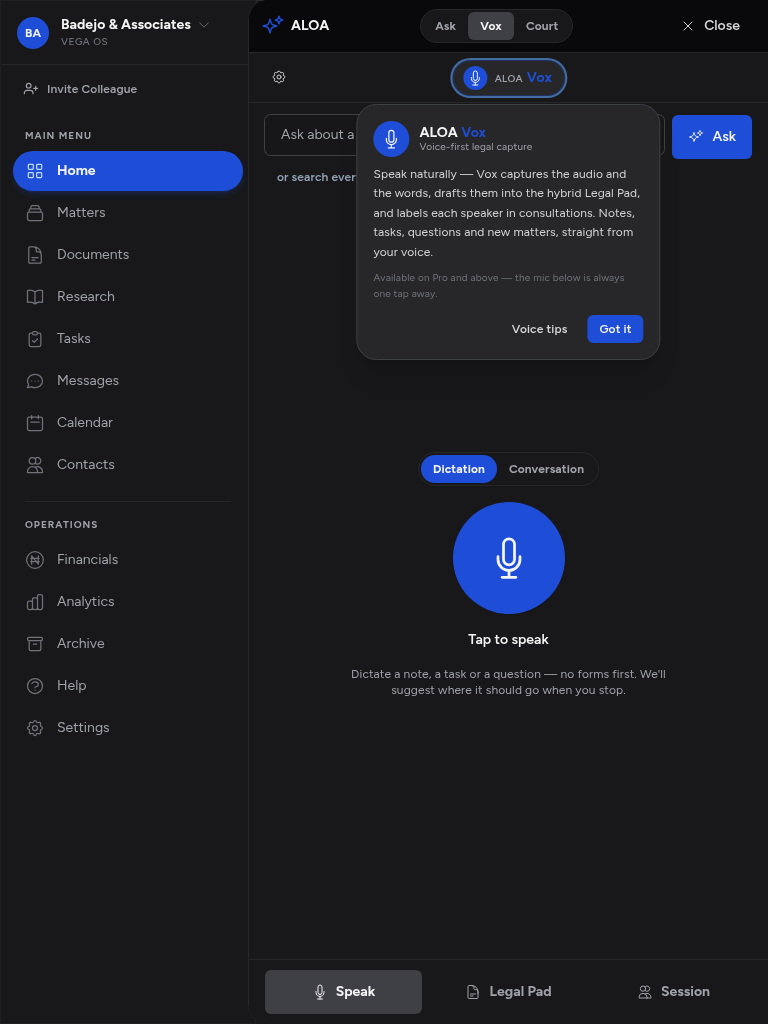 BA
Badejo & Associates
VEGA OS
Invite Colleague
MAIN MENU
Home
Matters
Documents
Research
Tasks
Messages
Calendar
Contacts
OPERATIONS
Financials
Analytics
Archive
Help
Settings
ALOA
Ask
Vox
Court
Close
ALOA Vox
Ask about a
Ask
or search ever
ALOA Vox
Voice-first legal capture
Speak naturally — Vox captures the audio and
the words, drafts them into the hybrid Legal Pad,
and labels each speaker in consultations. Notes,
tasks, questions and new matters, straight from
your voice.
Available on Pro and above — the mic below is always
one tap away.
Voice tips
Got it
Dictation
Conversation
Tap to speak
Dictate a note, a task or a question — no forms first. We'll
suggest where it should go when you stop.
Speak
Legal Pad
Session